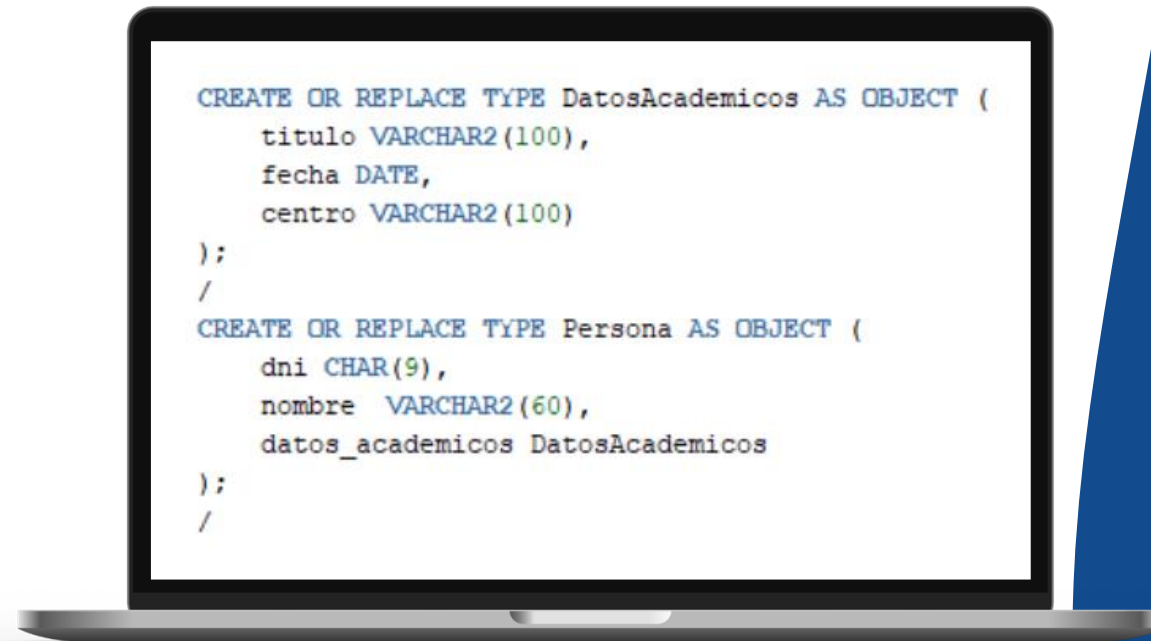 CREATE OR REPLACE TYPE DatosAcademicos AS OBJECT (
    titulo VARCHAR2(100),
    fecha DATE,
    centro VARCHAR2(100)
);
/
CREATE OR REPLACE TYPE Persona AS OBJECT (
    dni CHAR(9),
    nombre  VARCHAR2(60),
    datos_academicos DatosAcademicos
);
/